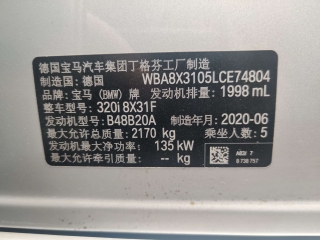 德国宝马汽车集团丁格芬工厂制造
制造国：德国 WBA8X3105LCE74804
品牌：宝马 (BMW) 牌 发动机排量：1998 mL
整车型号：320i 8X31F
发动机型号：B48B20A 制造年月：2020-06
最大允许总质量：2170 kg 乘坐人数：5
发动机最大净功率：135 kW
最大允许牵引质量：-- kg
8 738 757